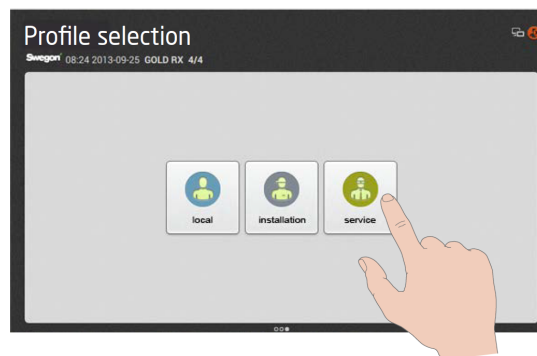 Profile selection
Swegon 08:24 2013-09-25 GOLD RX 4/4
local installation service